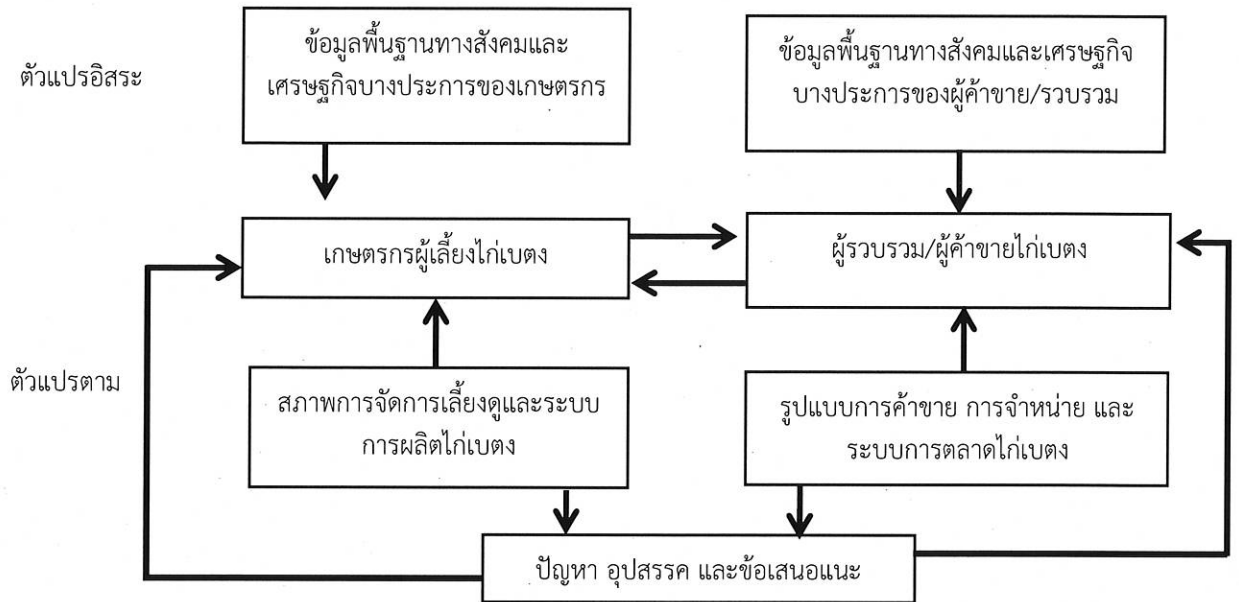 ตัวแปรอิสระ
ข้อมูลพื้นฐานทางสังคมและ
เศรษฐกิจบางประการของเกษตรกร
ข้อมูลพื้นฐานทางสังคมและเศรษฐกิจ
บางประการของผู้ค้าขาย/รวบรวม
เกษตรกรผู้เลี้ยงไก่เบตง
ผู้รวบรวม/ผู้ค้าขายไก่เบตง
ตัวแปรตาม
สภาพการจัดการเลี้ยงดูและระบบ
การผลิตไก่เบตง
รูปแบบการค้าขาย การจำหน่าย และ
ระบบการตลาดไก่เบตง
ปัญหา อุปสรรค และข้อเสนอแนะ